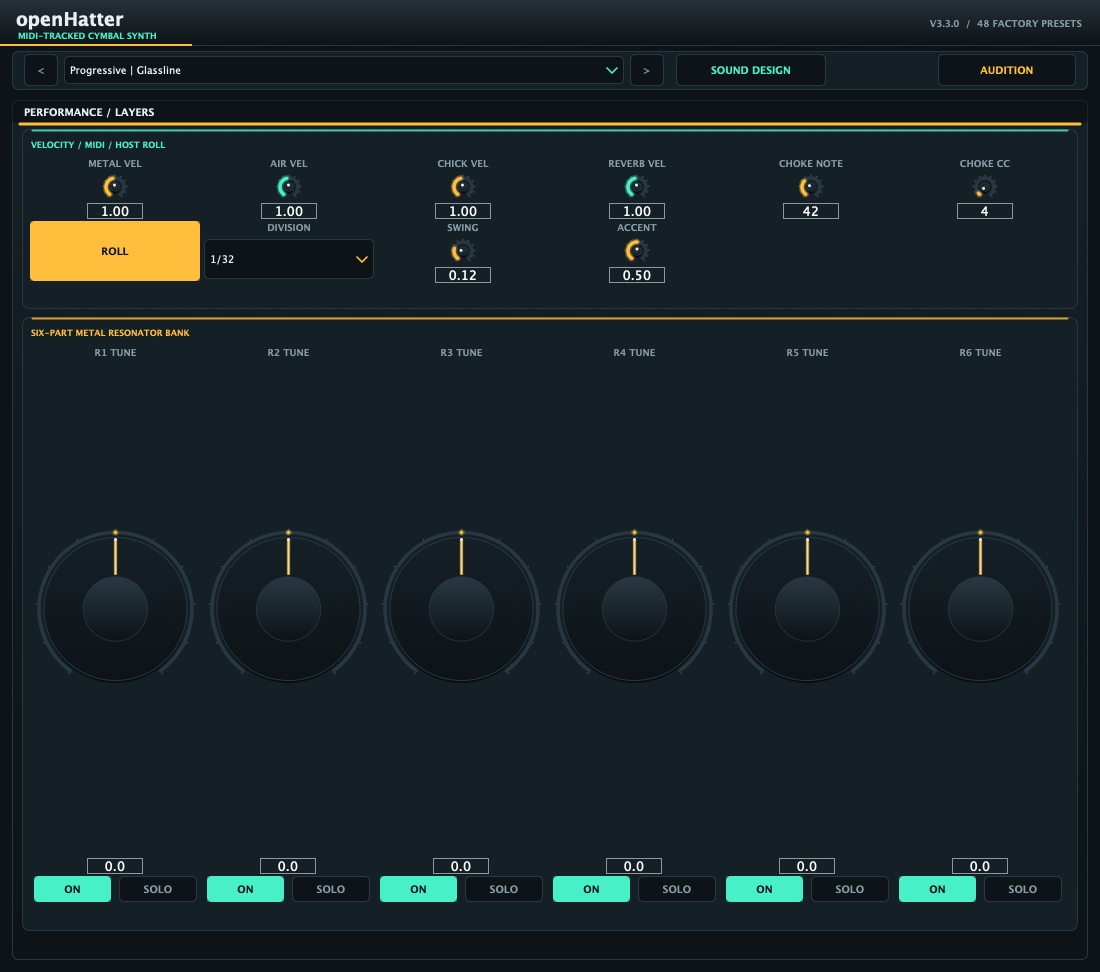 openHatter
MIDI-TRACKED CYMBAL SYNTH
V3.3.0 / 48 FACTORY PRESETS
< Progressive | Glassline > SOUND DESIGN AUDITION
PERFORMANCE / LAYERS
VELOCITY / MIDI / HOST ROLL
METAL VEL AIR VEL CHICK VEL REVERB VEL CHOKE NOTE CHOKE CC
1.00 1.00 1.00 1.00 42 4
DIVISION SWING ACCENT
ROLL 1/32
0.12 0.50
SIX-PART METAL RESONATOR BANK
R1 TUNE R2 TUNE R3 TUNE R4 TUNE R5 TUNE R6 TUNE
0.0 0.0 0.0 0.0 0.0 0.0
ON SOLO ON SOLO ON SOLO ON SOLO ON SOLO ON SOLO